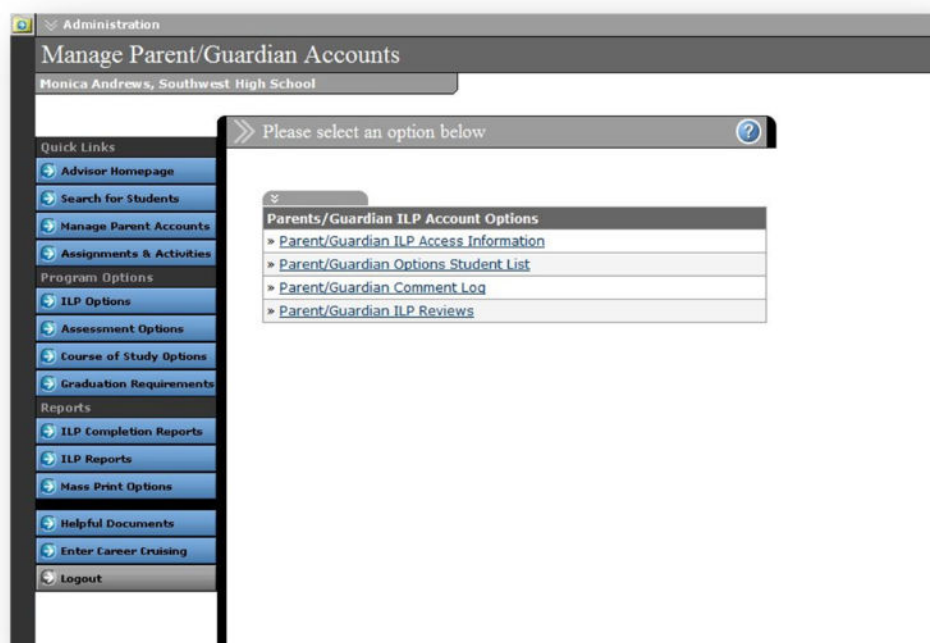 Administration
Manage Parent/Guardian Accounts
Monica Andrews, Southwest High School
Please select an option below
?
Quick Links
Advisor Homepage
Search for Students
Manage Parent Accounts
Assignments & Activities
Program Options
ILP Options
Assessment Options
Course of Study Options
Graduation Requirements
Reports
ILP Completion Reports
ILP Reports
Mass Print Options
Helpful Documents
Enter Career Cruising
Logout
Parents/Guardian ILP Account Options
» Parent/Guardian ILP Access Information
» Parent/Guardian Options Student List
» Parent/Guardian Comment Log
» Parent/Guardian ILP Reviews